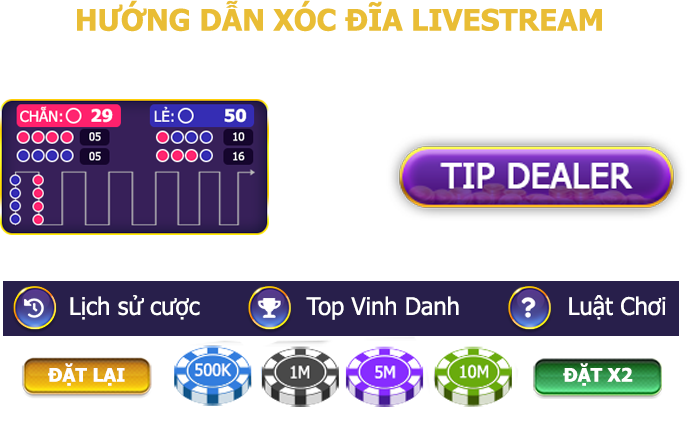 HƯỚNG DẪN XÓC ĐĨA LIVESTREAM
CHẴN: 29 LẺ: 50
05 10
05 16
TIP DEALER
Lịch sử cược Top Vinh Danh ? Luật Chơi
ĐẶT LẠI 500K 1M 5M 10M ĐẶT X2